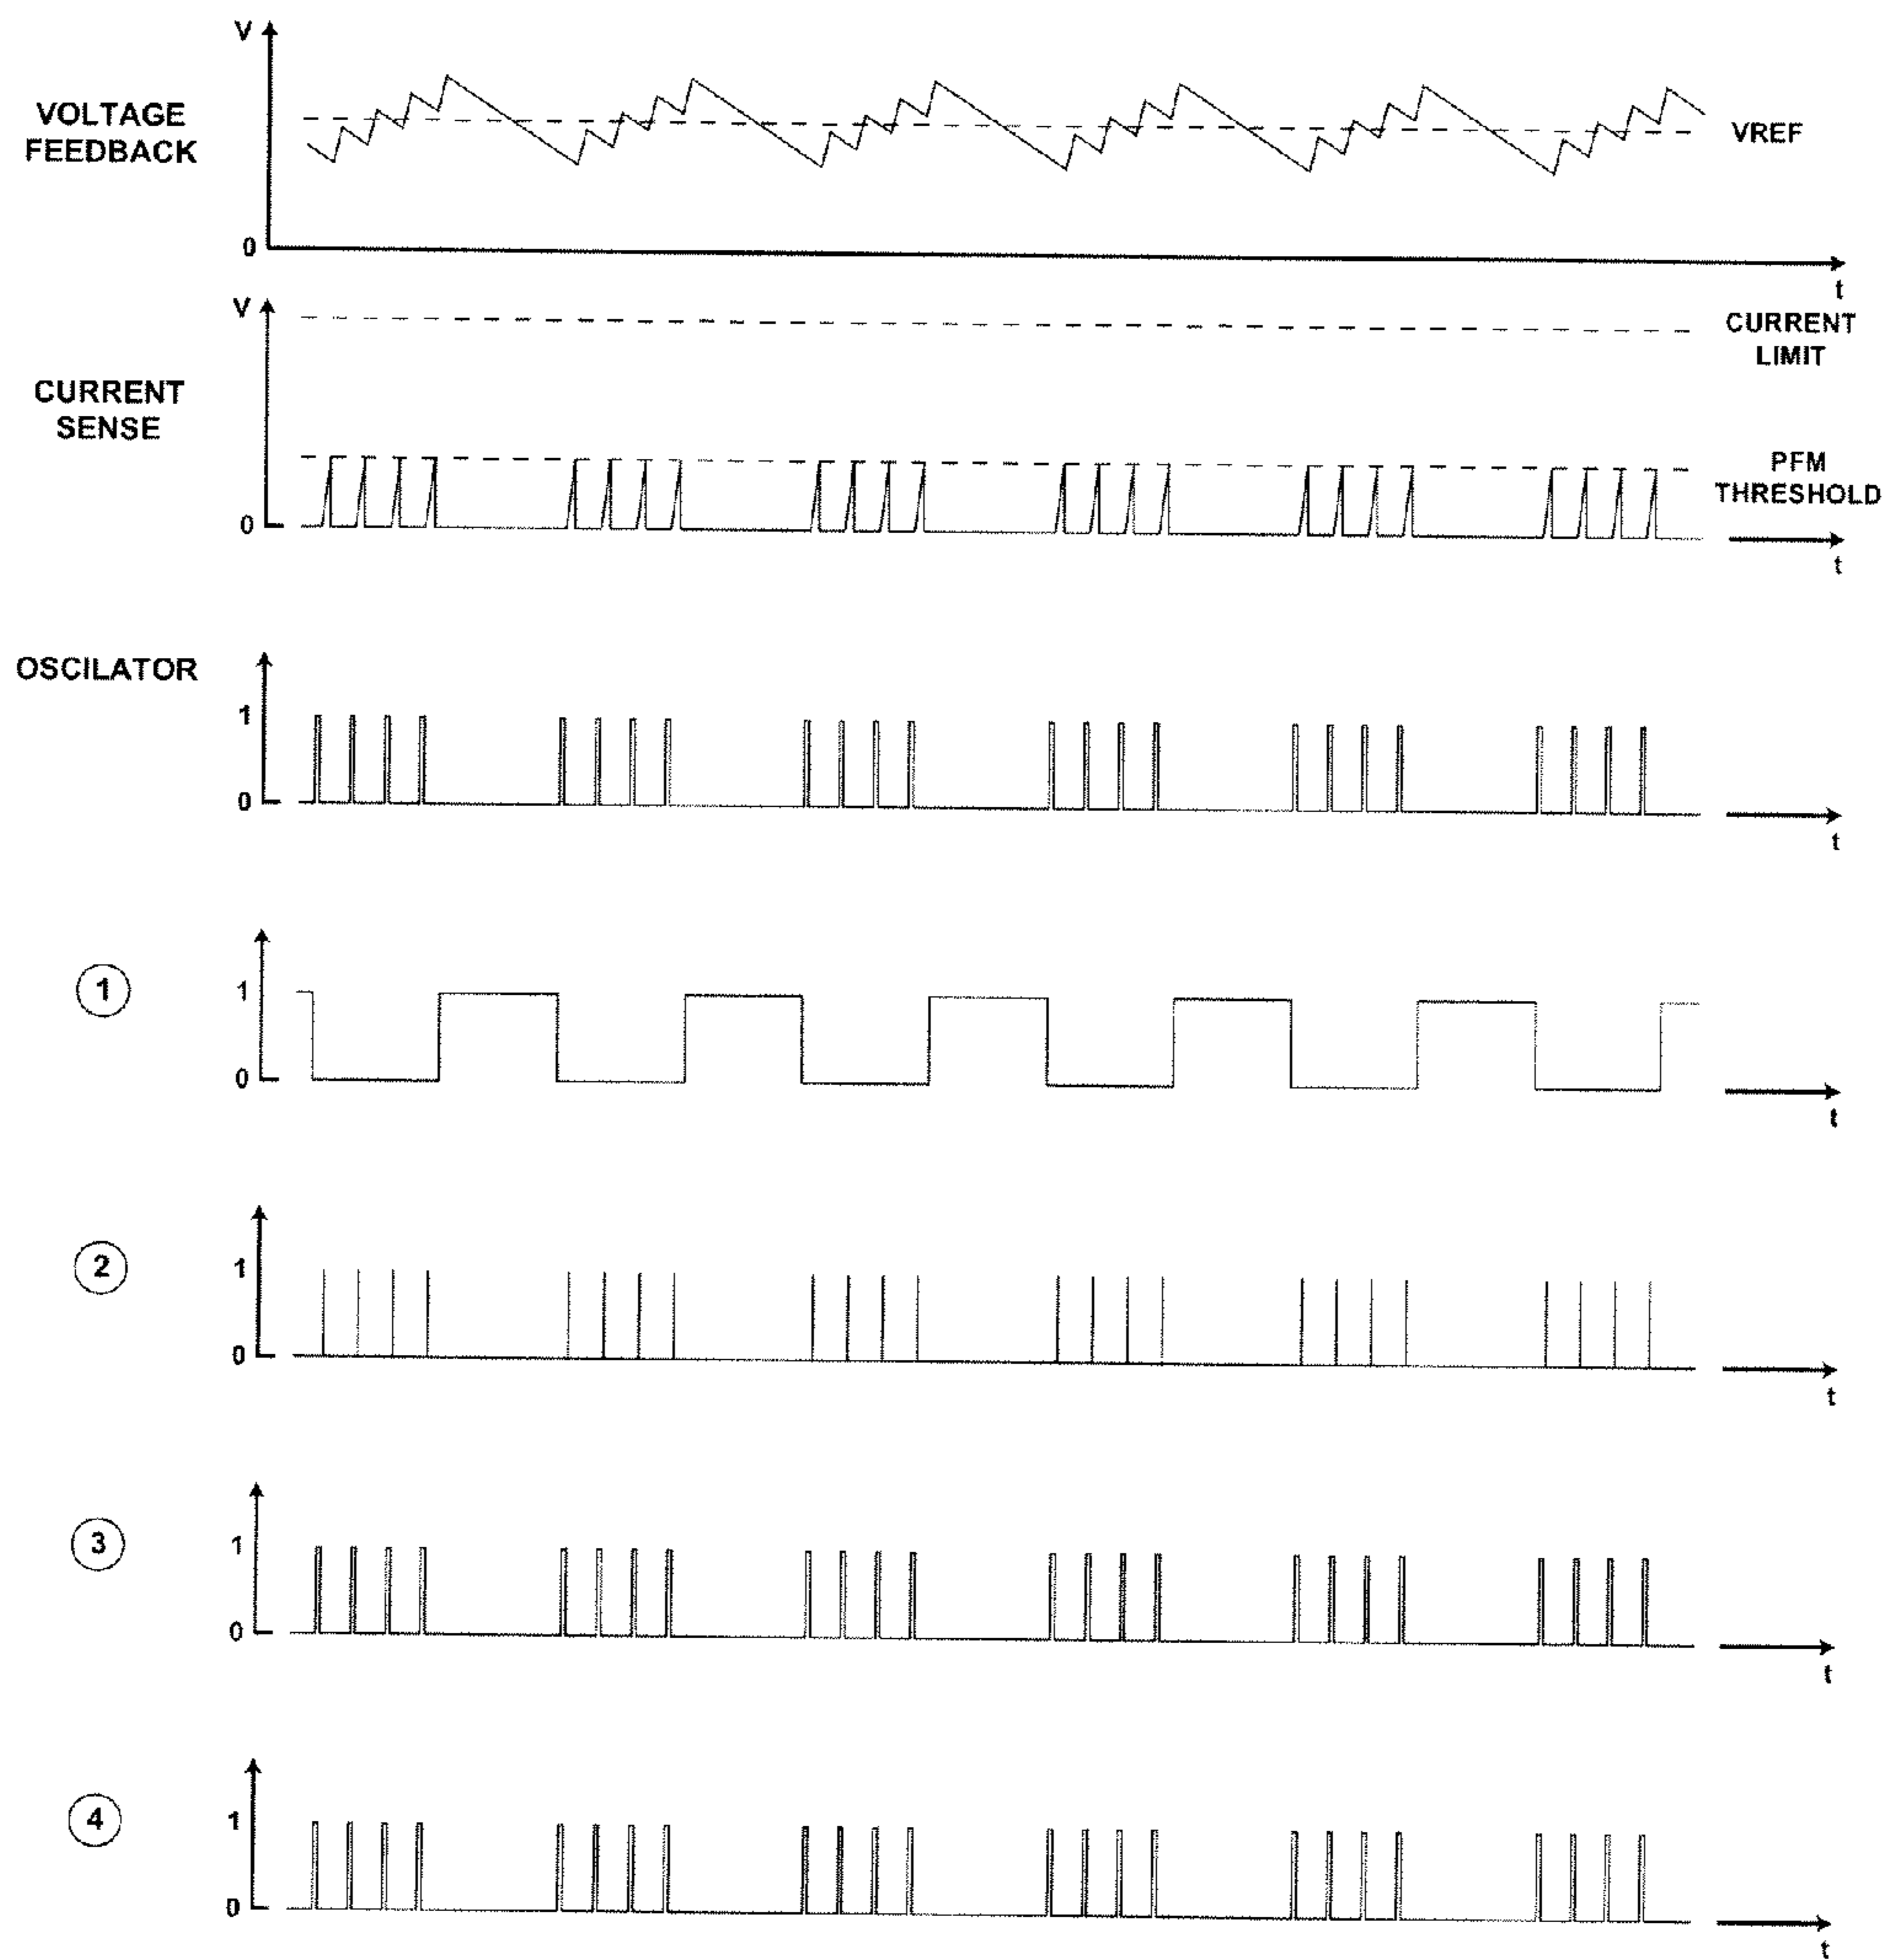 V
VOLTAGE
FEEDBACK
VREF
0
t
V
CURRENT
LIMIT
CURRENT
SENSE
PFM
THRESHOLD
0
t
OSCILATOR
1
0
t
1
1
0
t
2
1
0
t
3
1
0
t
4
1
0
t